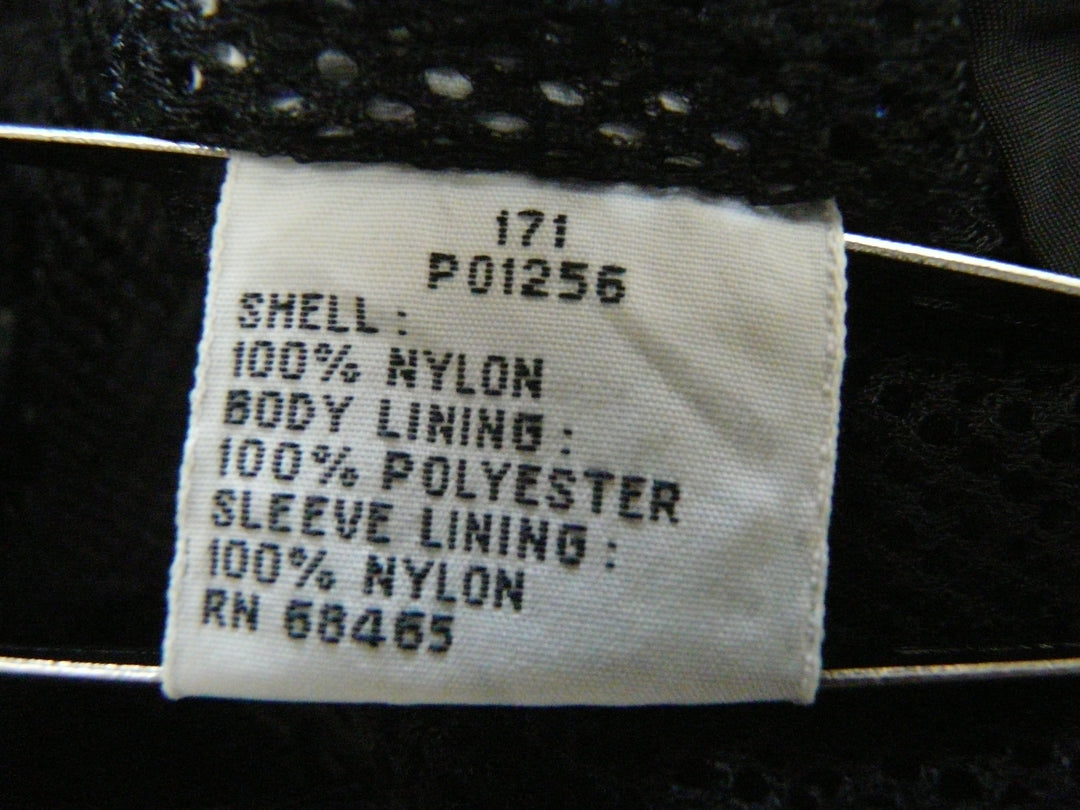 171
P01256
SHELL:
100% NYLON
BODY LINING:
100% POLYESTER
SLEEVE LINING:
100% NYLON
RN 68465